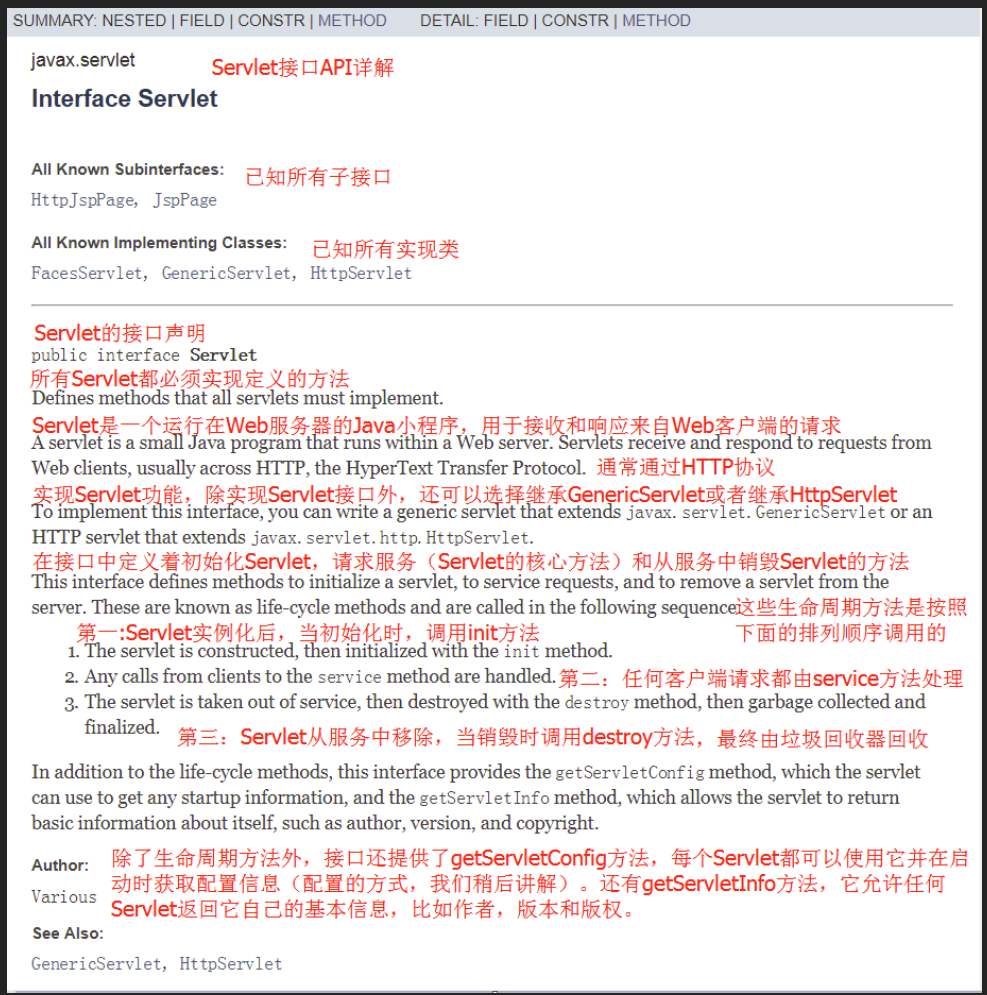 SUMMARY: NESTED | FIELD | CONSTR | METHOD DETAIL: FIELD | CONSTR | METHOD
javax.servlet
Servlet接口API详解
Interface Servlet
All Known Subinterfaces:
已知所有子接口
HttpJspPage, JspPage
All Known Implementing Classes:
已知所有实现类
FacesServlet, GenericServlet, HttpServlet
Servlet的接口声明
public interface Servlet
所有Servlet都必须实现定义的方法
Defines methods that all servlets must implement.
Servlet是一个运行在Web服务器的Java小程序，用于接收和响应来自Web客户端的请求
A servlet is a small Java program that runs within a Web server. Servlets receive and respond to requests from
Web clients, usually across HTTP, the HyperText Transfer Protocol. 通常通过HTTP协议
实现Servlet功能，除实现Servlet接口外，还可以选择继承GenericServlet或者继承HttpServlet
To implement this interface, you can write a generic servlet that extends javax.servlet.GenericServlet or an
HTTP servlet that extends javax.servlet.http.HttpServlet.
在接口中定义着初始化Servlet，请求服务（Servlet的核心方法）和从服务中销毁Servlet的方法
This interface defines methods to initialize a servlet, to service requests, and to remove a servlet from the
server. These are known as life-cycle methods and are called in the following sequence
这些生命周期方法是按照
下面的排列顺序调用的
第一:Servlet实例化后，当初始化时，调用init方法
1. The servlet is constructed, then initialized with the init method.
2. Any calls from clients to the service method are handled. 第二：任何客户端请求都由service方法处理
3. The servlet is taken out of service, then destroyed with the destroy method, then garbage collected and
finalized.
第三：Servlet从服务中移除，当销毁时调用destroy方法，最终由垃圾回收器回收
In addition to the life-cycle methods, this interface provides the getServletConfig method, which the servlet
can use to get any startup information, and the getServletInfo method, which allows the servlet to return
basic information about itself, such as author, version, and copyright.
Author:
Various
除了生命周期方法外，接口还提供了getServletConfig方法，每个Servlet都可以使用它并在启
动时获取配置信息（配置的方式，我们稍后讲解）。还有getServletInfo方法，它允许任何
Servlet返回它自己的基本信息，比如作者，版本和版权。
See Also:
GenericServlet, HttpServlet